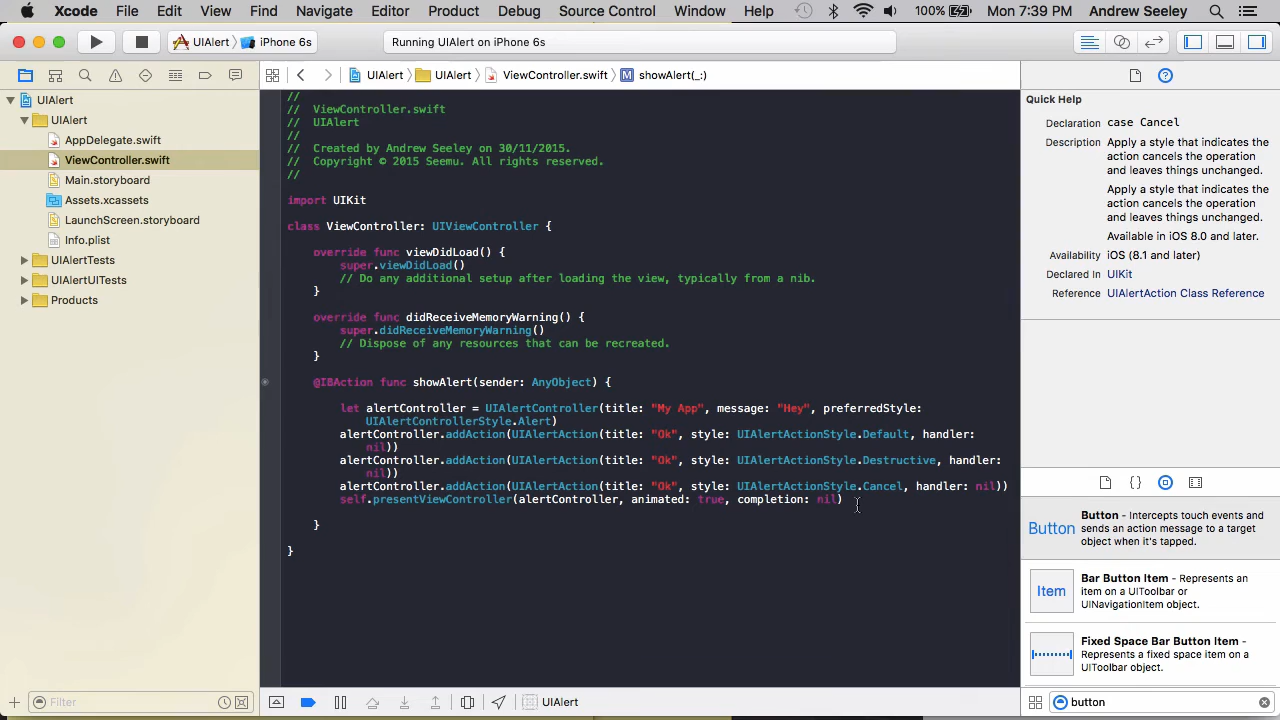 Xcode File Edit View Find Navigate Editor Product Debug Source Control Window Help 100% Mon 7:39 PM Andrew Seeley
UIAlert iPhone 6s Running UIAlert on iPhone 6s
UIAlert UIAlert ViewController.swift M showAlert(_:)
UIAlert
UIAlert
AppDelegate.swift
ViewController.swift
Main.storyboard
Assets.xcassets
LaunchScreen.storyboard
Info.plist
UIAlertTests
UIAlertUITests
Products
Filter
//
// ViewController.swift
// UIAlert
//
// Created by Andrew Seeley on 30/11/2015.
// Copyright © 2015 Seemu. All rights reserved.
//
import UIKit
class ViewController: UIViewController {
override func viewDidLoad() {
super.viewDidLoad()
// Do any additional setup after loading the view, typically from a nib.
}
override func didReceiveMemoryWarning() {
super.didReceiveMemoryWarning()
// Dispose of any resources that can be recreated.
}
@IBAction func showAlert(sender: AnyObject) {
let alertController = UIAlertController(title: "My App", message: "Hey", preferredStyle:
UIAlertControllerStyle.Alert)
alertController.addAction(UIAlertAction(title: "Ok", style: UIAlertActionStyle.Default, handler:
nil))
alertController.addAction(UIAlertAction(title: "Ok", style: UIAlertActionStyle.Destructive, handler:
nil))
alertController.addAction(UIAlertAction(title: "Ok", style: UIAlertActionStyle.Cancel, handler: nil))
self.presentViewController(alertController, animated: true, completion: nil)
}
}
UIAlert
Quick Help
Declaration case Cancel
Description Apply a style that indicates the
action cancels the operation
and leaves things unchanged.
Apply a style that indicates the
action cancels the operation
and leaves things unchanged.
Available in iOS 8.0 and later.
Availability iOS (8.1 and later)
Declared In UIKit
Reference UIAlertAction Class Reference
Button
Button - Intercepts touch events and
sends an action message to a target
object when it's tapped.
Item
Bar Button Item - Represents an
item on a UIToolbar or
UINavigationItem object.
Fixed Space Bar Button Item -
Represents a fixed space item on a
UIToolbar object.
button